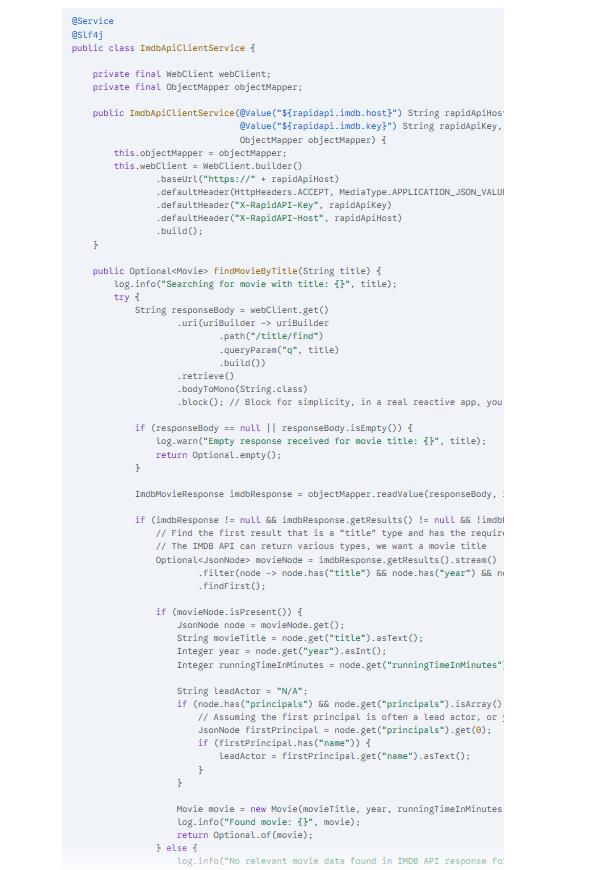 @Service
@Slf4j
public class ImdbApiClientService {
private final WebClient webClient;
private final ObjectMapper objectMapper;
public ImdbApiClientService(@Value("${rapidapi.imdb.host}") String rapidApiHost
@Value("${rapidapi.imdb.key}") String rapidApiKey,
ObjectMapper objectMapper) {
this.objectMapper = objectMapper;
this.webClient = WebClient.builder()
.baseUrl("https://" + rapidApiHost)
.defaultHeader(HttpHeaders.ACCEPT, MediaType.APPLICATION_JSON_VALU
.defaultHeader("X-RapidAPI-Key", rapidApiKey)
.defaultHeader("X-RapidAPI-Host", rapidApiHost)
.build();
}
public Optional<Movie> findMovieByTitle(String title) {
log.info("Searching for movie with title: {}", title);
try {
String responseBody = webClient.get()
.uri(uriBuilder -> uriBuilder
.path("/title/find")
.queryParam("q", title)
.build())
.retrieve()
.bodyToMono(String.class)
.block(); // Block for simplicity, in a real reactive app, you
if (responseBody == null || responseBody.isEmpty()) {
log.warn("Empty response received for movie title: {}", title);
return Optional.empty();
}
ImdbMovieResponse imdbResponse = objectMapper.readValue(responseBody,
if (imdbResponse != null && imdbResponse.getResults() != null && !imdb
// Find the first result that is a "title" type and has the require
// The IMDB API can return various types, we want a movie title
Optional<JsonNode> movieNode = imdbResponse.getResults().stream()
.filter(node -> node.has("title") && node.has("year") && n
.findFirst();
if (movieNode.isPresent()) {
JsonNode node = movieNode.get();
String movieTitle = node.get("title").asText();
Integer year = node.get("year").asInt();
Integer runningTimeInMinutes = node.get("runningTimeInMinutes"
String leadActor = "N/A";
if (node.has("principals") && node.get("principals").isArray()
// Assuming the first principal is often a lead actor, or
JsonNode firstPrincipal = node.get("principals").get(0);
if (firstPrincipal.has("name")) {
leadActor = firstPrincipal.get("name").asText();
}
}
Movie movie = new Movie(movieTitle, year, runningTimeInMinutes
log.info("Found movie: {}", movie);
return Optional.of(movie);
} else {
log.info("No relevant movie data found in IMDB API response fo